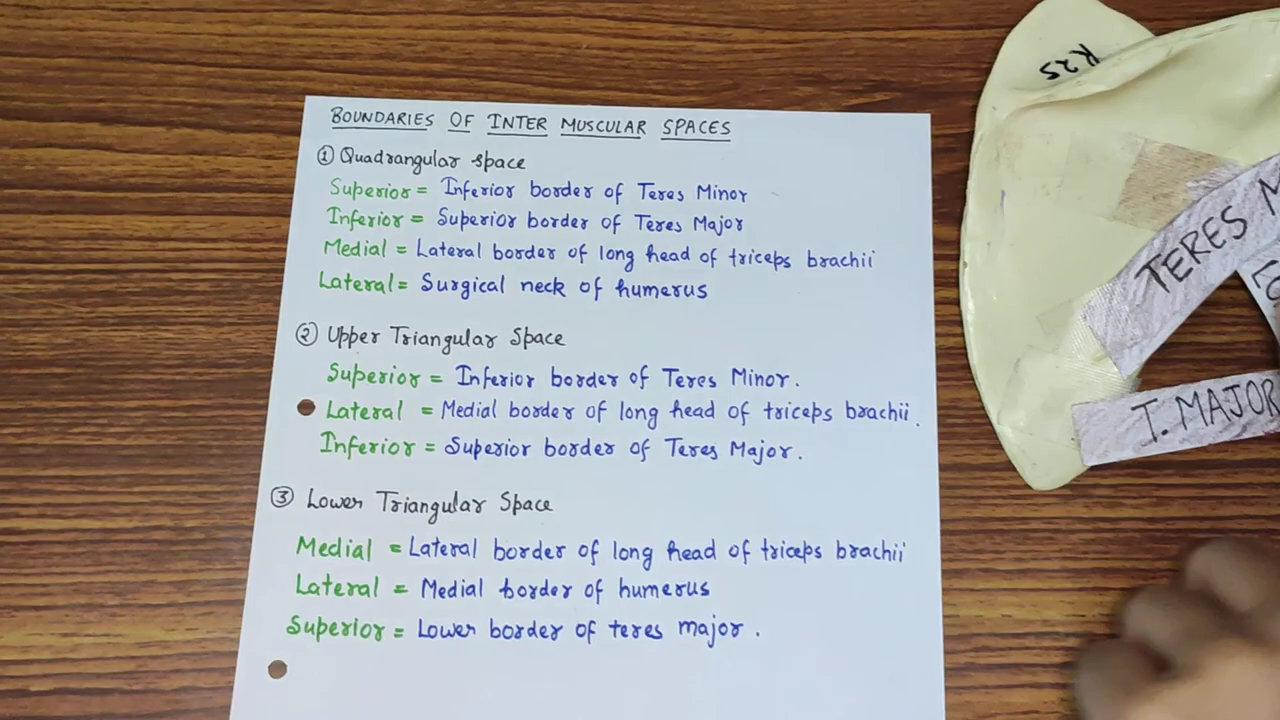 BOUNDARIES OF INTER MUSCULAR SPACES
① Quadrangular space
Superior = Inferior border of Teres Minor
Inferior = Superior border of Teres Major
Medial = Lateral border of long head of triceps brachii
Lateral = Surgical neck of humerus
② Upper Triangular Space
Superior = Inferior border of Teres Minor.
Lateral = Medial border of long head of triceps brachii.
Inferior = Superior border of Teres Major.
③ Lower Triangular Space
Medial = Lateral border of long head of triceps brachii
Lateral = Medial border of humerus
Superior = Lower border of teres major.
R25
TERES M
T. MAJOR